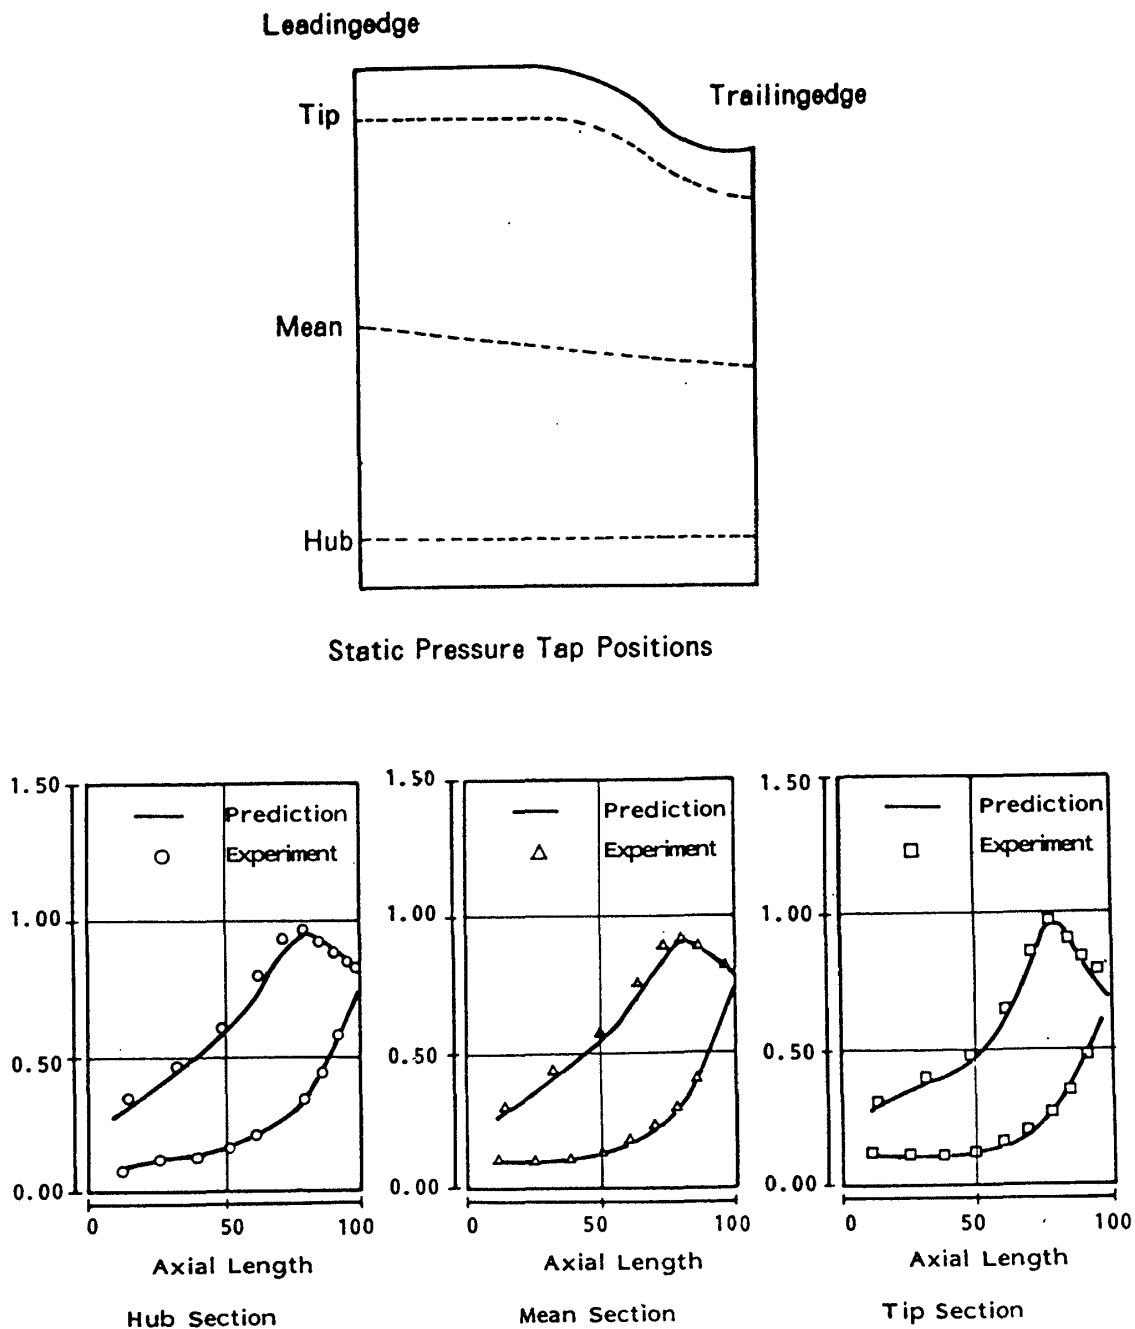 Leadingedge
Trailingedge
Tip
Mean
Hub
Static Pressure Tap Positions
1.50
1.00
0.50
0.00
Prediction
Experiment
0 50 100
Axial Length
Hub Section
1.50
1.00
0.50
0.00
Prediction
Experiment
0 50 100
Axial Length
Mean Section
1.50
1.00
0.50
0.00
Prediction
Experiment
0 50 100
Axial Length
Tip Section